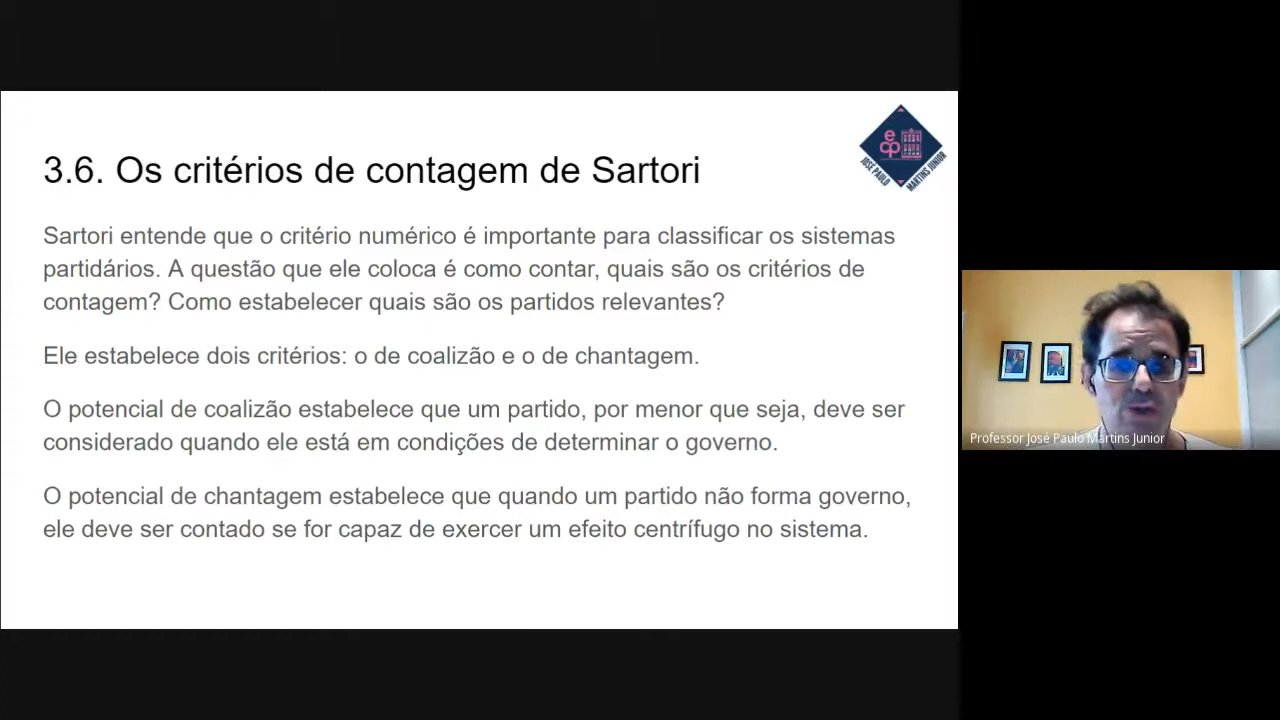 3.6. Os critérios de contagem de Sartori
Sartori entende que o critério numérico é importante para classificar os sistemas
partidários. A questão que ele coloca é como contar, quais são os critérios de
contagem? Como estabelecer quais são os partidos relevantes?
Ele estabelece dois critérios: o de coalizão e o de chantagem.
O potencial de coalizão estabelece que um partido, por menor que seja, deve ser
considerado quando ele está em condições de determinar o governo.
O potencial de chantagem estabelece que quando um partido não forma governo,
ele deve ser contado se for capaz de exercer um efeito centrífugo no sistema.
ecp
JOSÉ PAULO
MARTINS JUNIOR
Professor José Paulo Martins Junior